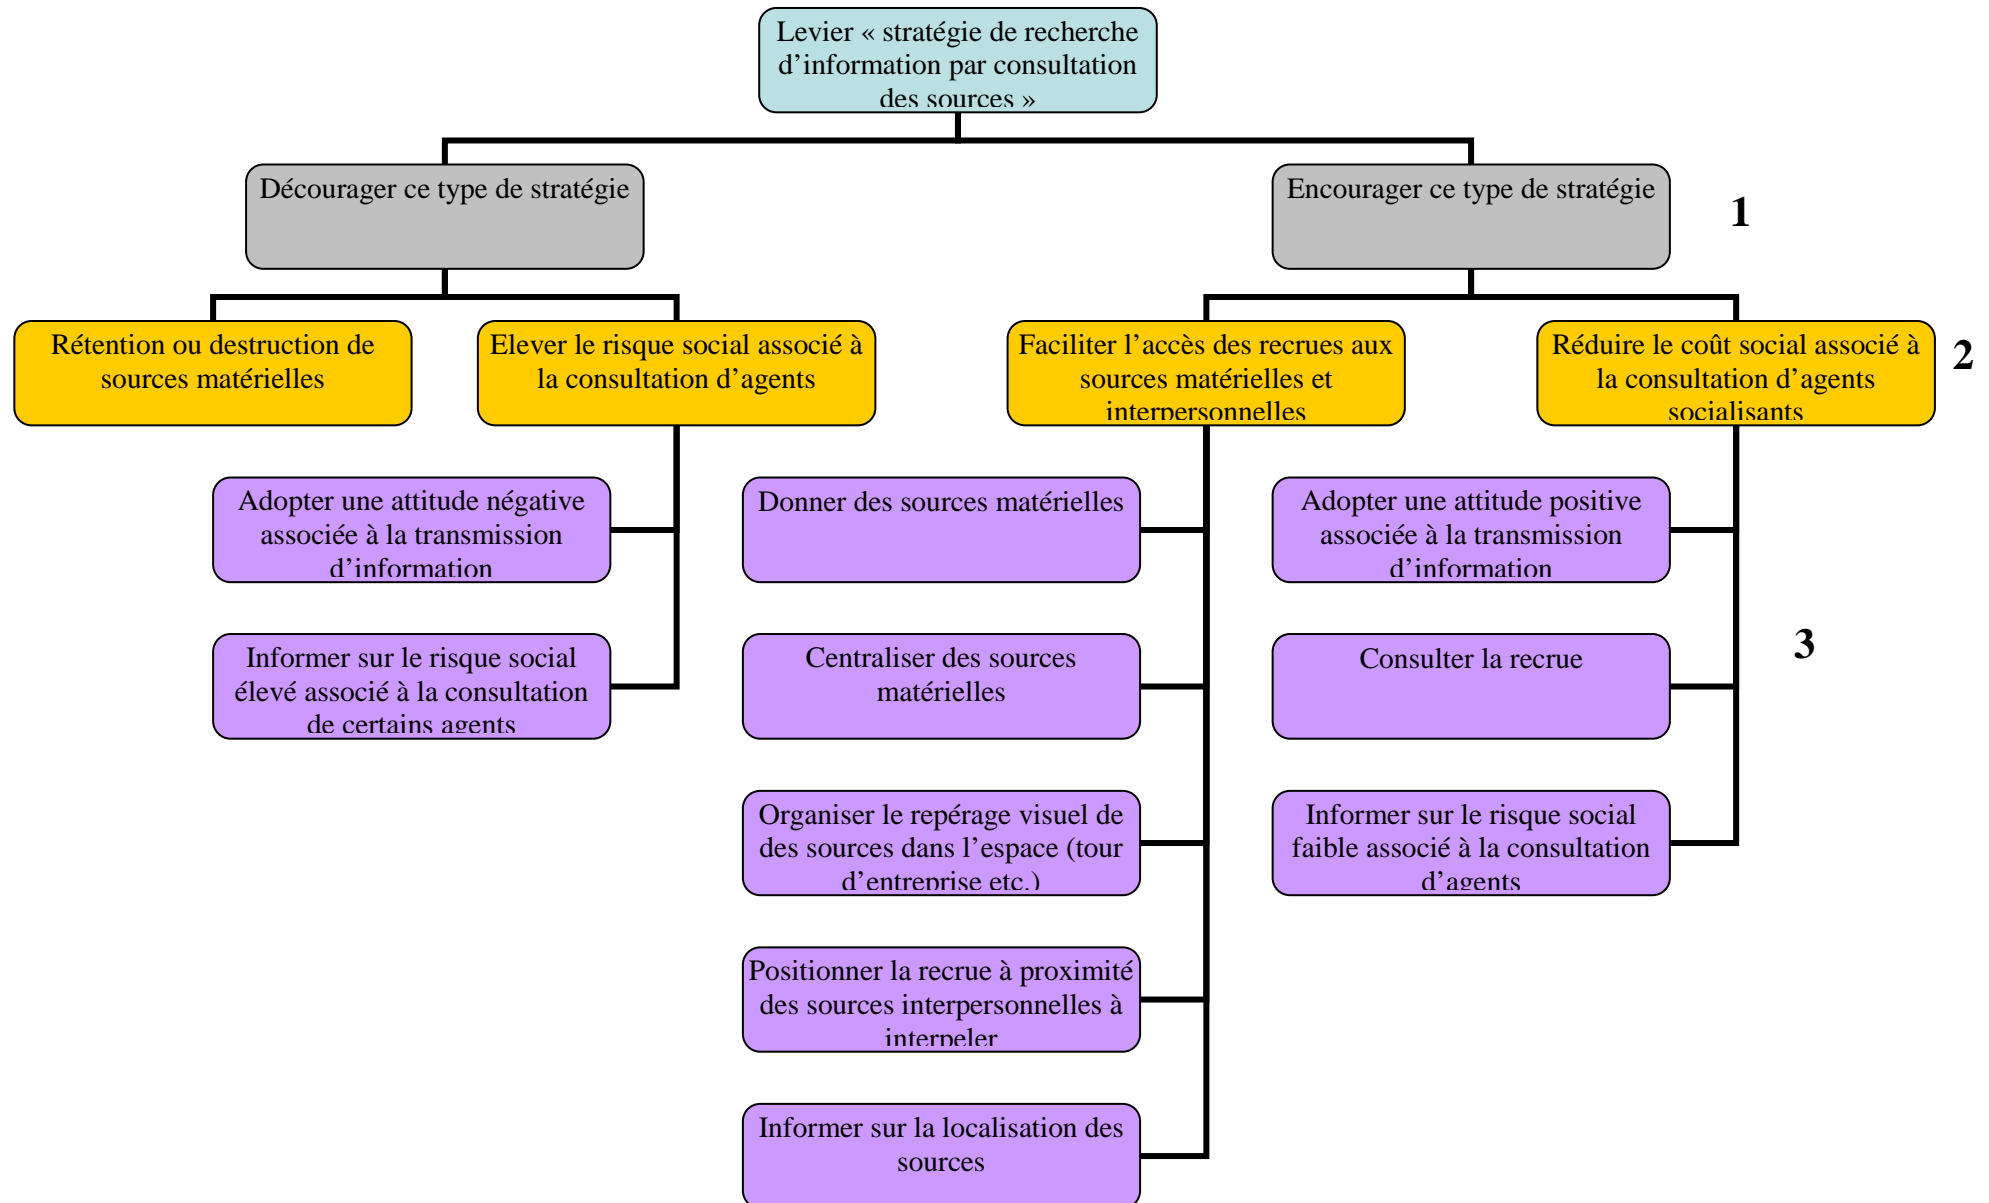 Levier « stratégie de recherche
d’information par consultation
des sources »
Décourager ce type de stratégie
Encourager ce type de stratégie
1
Rétention ou destruction de
sources matérielles
Elever le risque social associé à
la consultation d’agents
Faciliter l’accès des recrues aux
sources matérielles et
interpersonnelles
Réduire le coût social associé à
la consultation d’agents
socialisants
2
Adopter une attitude négative
associée à la transmission
d’information
Donner des sources matérielles
Adopter une attitude positive
associée à la transmission
d’information
Informer sur le risque social
élevé associé à la consultation
de certains agents
Centraliser des sources
matérielles
Consulter la recrue
3
Organiser le repérage visuel de
des sources dans l’espace (tour
d’entreprise etc.)
Informer sur le risque social
faible associé à la consultation
d’agents
Positionner la recrue à proximité
des sources interpersonnelles à
interpeler
Informer sur la localisation des
sources